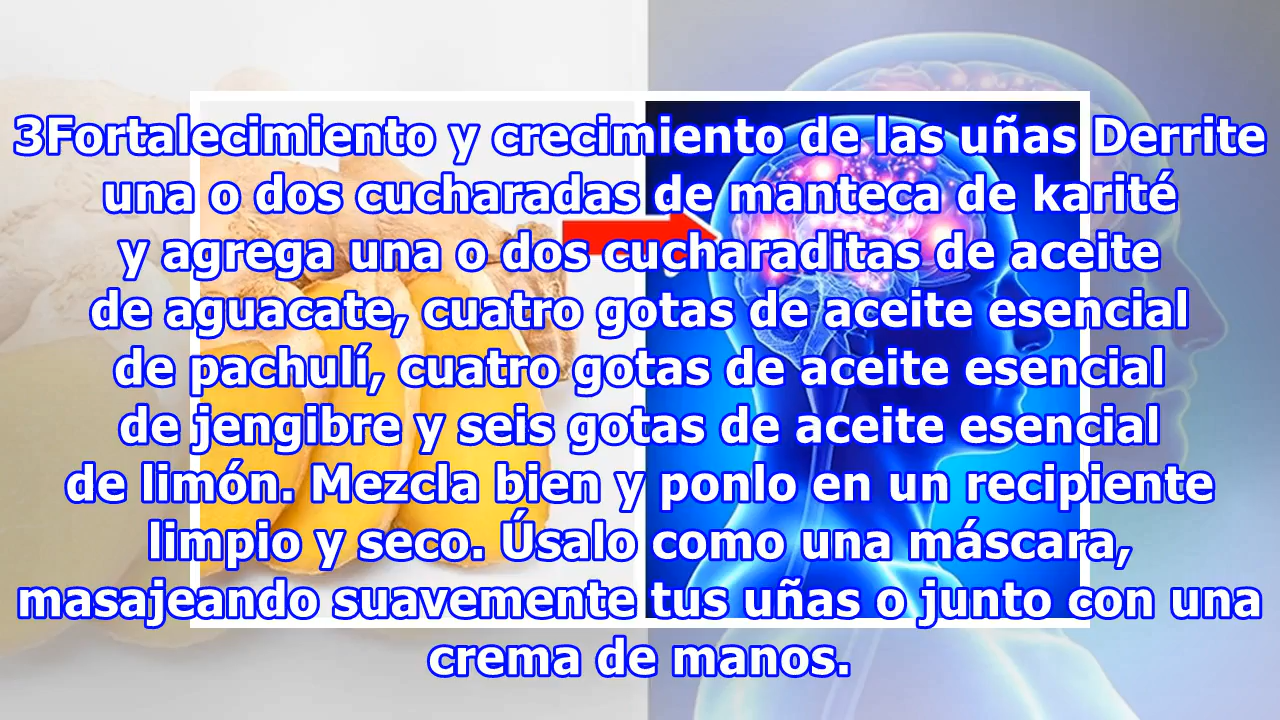 3Fortalecimiento y crecimiento de las uñas Derrite
una o dos cucharadas de manteca de karité
y agrega una o dos cucharaditas de aceite
de aguacate, cuatro gotas de aceite esencial
de pachulí, cuatro gotas de aceite esencial
de jengibre y seis gotas de aceite esencial
de limón. Mezcla bien y ponlo en un recipiente
limpio y seco. Úsalo como una máscara,
masajeando suavemente tus uñas o junto con una
crema de manos.